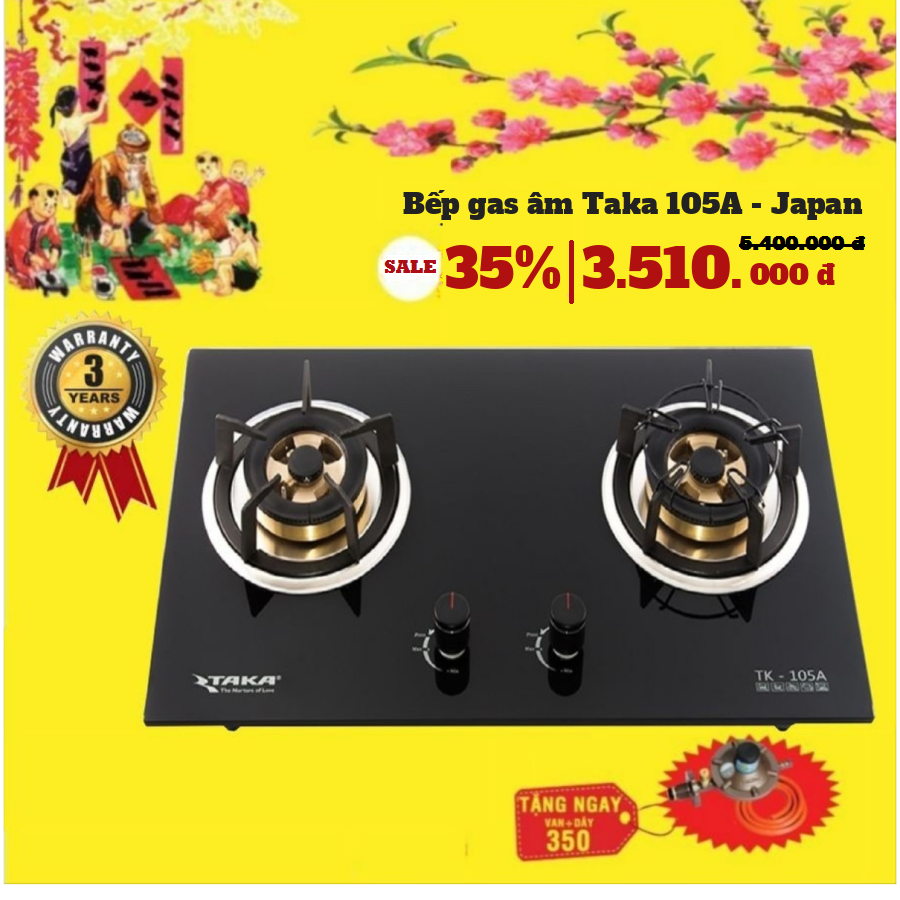 Bếp gas âm Taka 105A - Japan
5.400.000 đ
SALE 35% | 3.510.000 đ
WARRANTY
3
YEARS
WARRANTY
TAKA®
The Nurture of Love
TK - 105A
TẶNG NGAY
VAN+DÂY
350